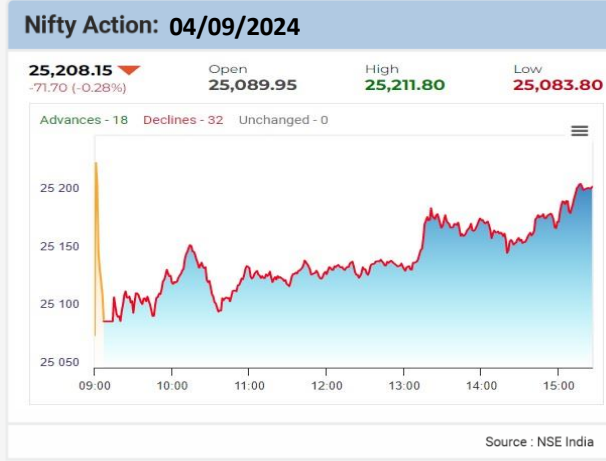 Nifty Action: 04/09/2024
25,208.15 Open High Low
-71.70 (-0.28%) 25,089.95 25,211.80 25,083.80
Advances - 18 Declines - 32 Unchanged - 0
25 200
25 150
25 100
25 050
09:00 10:00 11:00 12:00 13:00 14:00 15:00
Source : NSE India